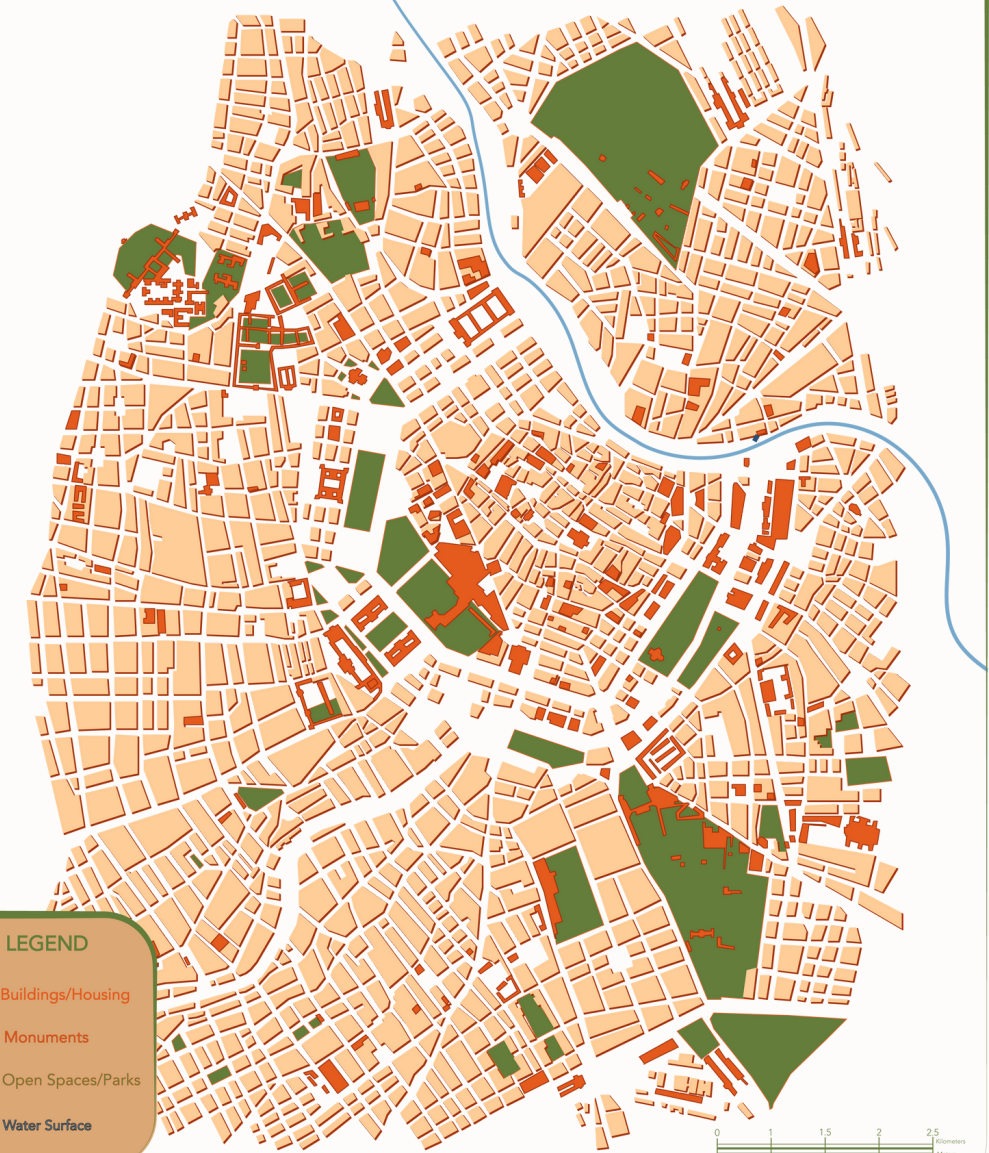 LEGEND
Buildings/Housing
Monuments
Open Spaces/Parks
Water Surface
0 1 1.5 2 2.5
Kilometers